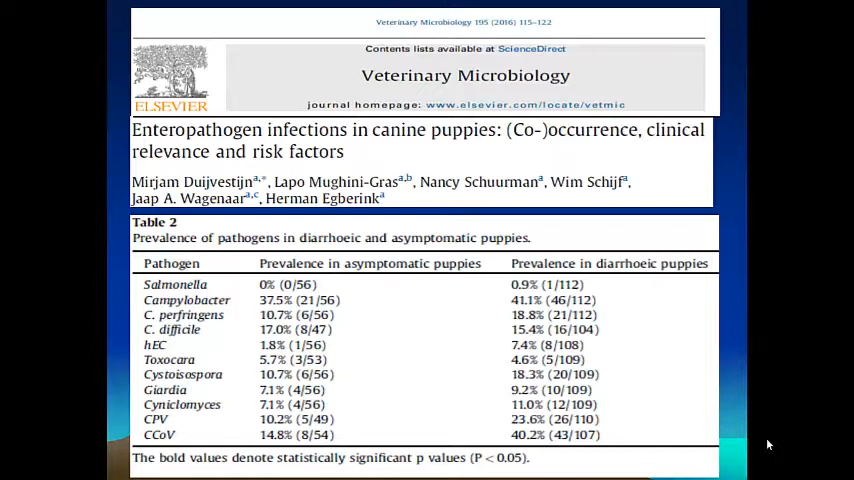 Veterinary Microbiology 195 (2016) 115–122
Contents lists available at ScienceDirect
Veterinary Microbiology
ELSEVIER
journal homepage: www.elsevier.com/locate/vetmic
Enteropathogen infections in canine puppies: (Co-)occurrence, clinical
relevance and risk factors
Mirjam Duijvestijna,*, Lapo Mughini-Grasa,b, Nancy Schuurmana, Wim Schijfa,
Jaap A. Wagenaara,c, Herman Egberinka
Table 2
Prevalence of pathogens in diarrhoeic and asymptomatic puppies.
Pathogen Prevalence in asymptomatic puppies Prevalence in diarrhoeic puppies
Salmonella 0% (0/56) 0.9% (1/112)
Campylobacter 37.5% (21/56) 41.1% (46/112)
C. perfringens 10.7% (6/56) 18.8% (21/112)
C. difficile 17.0% (8/47) 15.4% (16/104)
hEC 1.8% (1/56) 7.4% (8/108)
Toxocara 5.7% (3/53) 4.6% (5/109)
Cystoisospora 10.7% (6/56) 18.3% (20/109)
Giardia 7.1% (4/56) 9.2% (10/109)
Cyniclomyces 7.1% (4/56) 11.0% (12/109)
CPV 10.2% (5/49) 23.6% (26/110)
CCoV 14.8% (8/54) 40.2% (43/107)
The bold values denote statistically significant p values (P < 0.05).